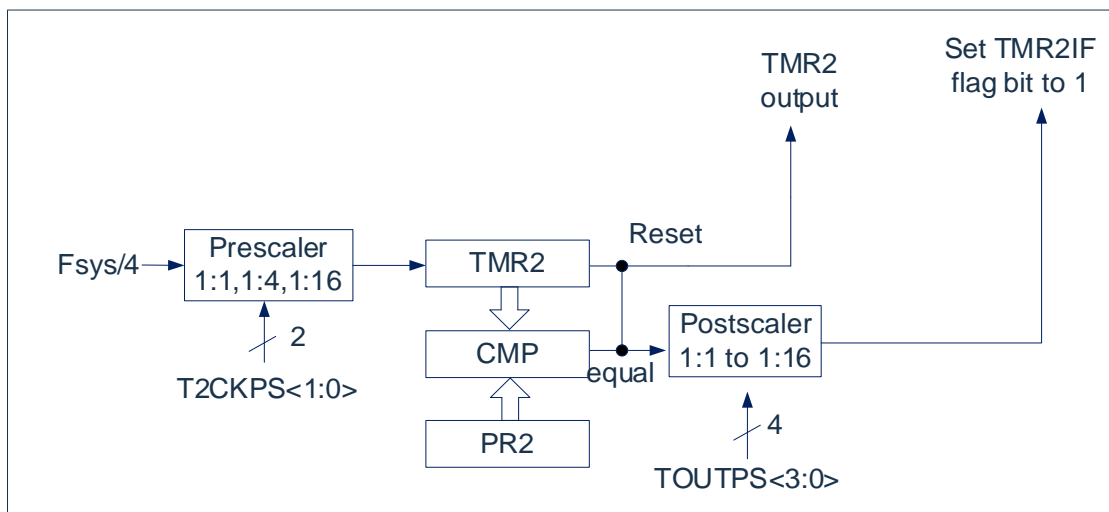 TMR2
output
Set TMR2IF
flag bit to 1
Fsys/4
Prescaler
1:1,1:4,1:16
2
T2CKPS<1:0>
TMR2
Reset
CMP
equal
PR2
Postscaler
1:1 to 1:16
4
TOUTPS<3:0>